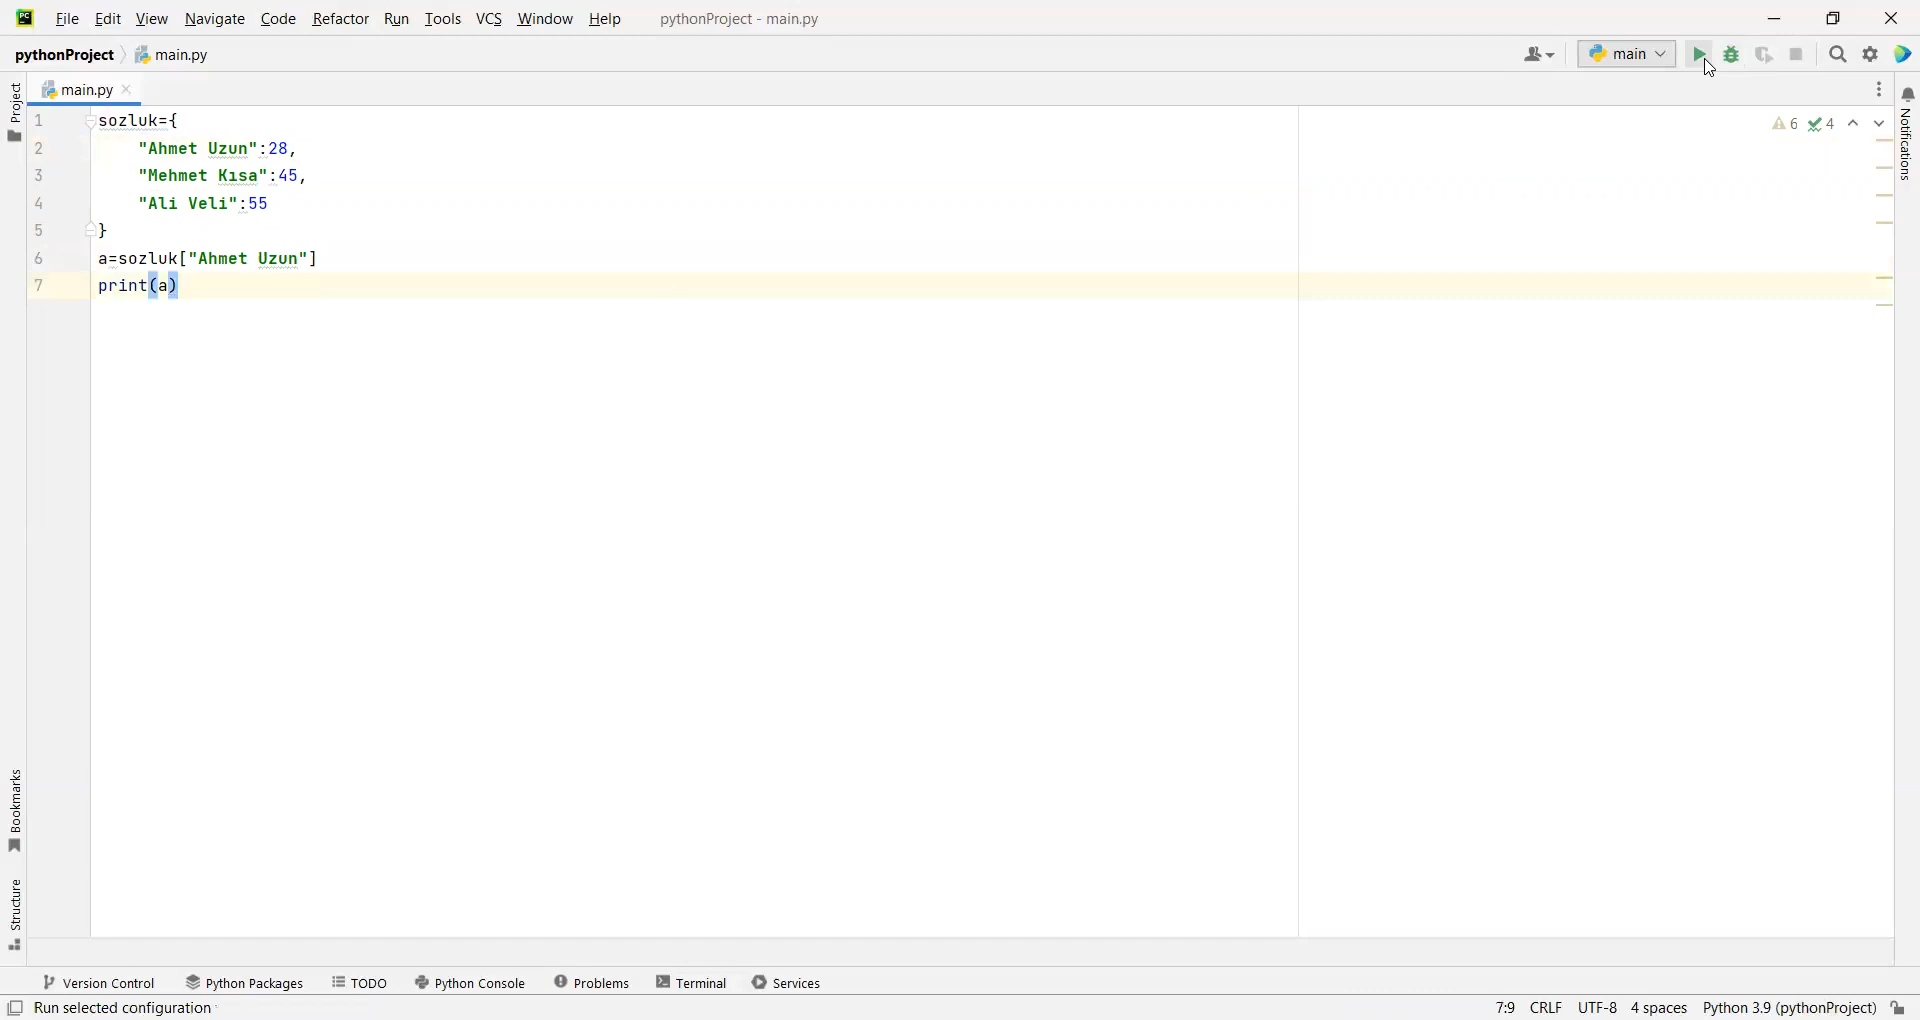 PC File Edit View Navigate Code Refactor Run Tools VCS Window Help pythonProject - main.py
pythonProject main.py main
Project
main.py
Notifications
6 4
1 sozluk={
2 "Ahmet Uzun":28,
3 "Mehmet Kısa":45,
4 "Ali Veli":55
5 }
6 a=sozluk["Ahmet Uzun"]
7 print(a)
Bookmarks
Structure
Version Control Python Packages TODO Python Console Problems Terminal Services
Run selected configuration 7:9 CRLF UTF-8 4 spaces Python 3.9 (pythonProject)